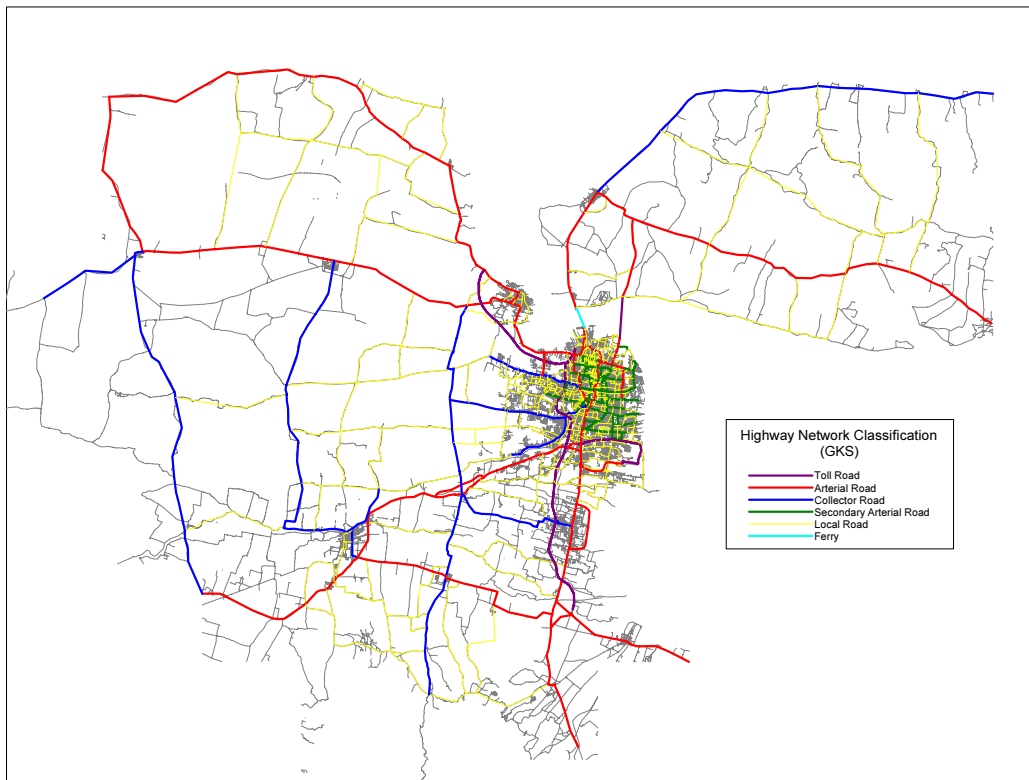 Highway Network Classification
(GKS)
Toll Road
Arterial Road
Collector Road
Secondary Arterial Road
Local Road
Ferry